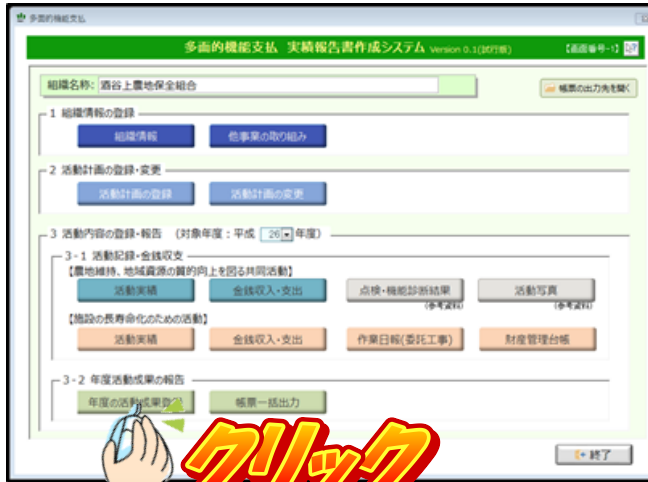 多面的機能支払
多面的機能支払 実績報告書作成システム Version 0.1(試行版) 【画面番号-1】
組織名称: 酒谷上農地保全組合 帳票の出力先を開く
1 組織情報の登録
組織情報 他事業の取り組み
2 活動計画の登録・変更
活動計画の登録 活動計画の変更
3 活動内容の登録・報告 (対象年度:平成 26 年度)
3-1 活動記録・金銭収支
【農地維持、地域資源の質的向上を図る共同活動】
活動実績 金銭収入・支出 点検・機能診断結果 活動写真
(参考資料) (参考資料)
【施設の長寿命化のための活動】
活動実績 金銭収入・支出 作業日報(委託工事) 財産管理台帳
3-2 年度活動成果の報告
年度の活動成果登録 帳票一括出力
クリック
終了